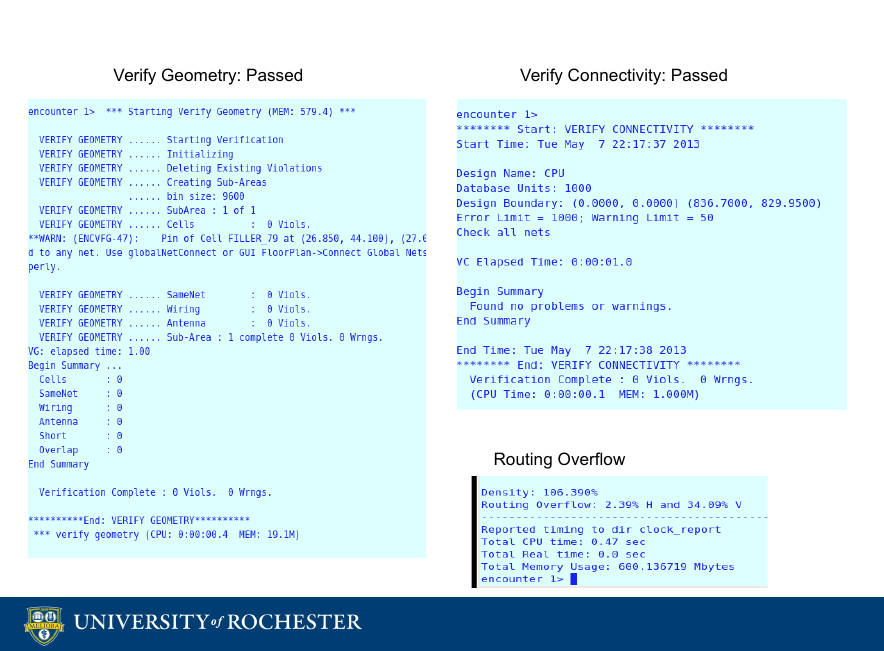 Verify Geometry: Passed
encounter 1>  *** Starting Verify Geometry (MEM: 579.4) ***
VERIFY GEOMETRY ...... Starting Verification
VERIFY GEOMETRY ...... Initializing
VERIFY GEOMETRY ...... Deleting Existing Violations
VERIFY GEOMETRY ...... Creating Sub-Areas
...... bin size: 9600
VERIFY GEOMETRY ...... SubArea : 1 of 1
VERIFY GEOMETRY ...... Cells          :  0 Viols.
**WARN: (ENCVFG-47):    Pin of Cell FILLER_79 at (26.850, 44.100), (27.0
d to any net. Use globalNetConnect or GUI FloorPlan->Connect Global Nets
perly.
VERIFY GEOMETRY ...... SameNet        :  0 Viols.
VERIFY GEOMETRY ...... Wiring         :  0 Viols.
VERIFY GEOMETRY ...... Antenna        :  0 Viols.
VERIFY GEOMETRY ...... Sub-Area : 1 complete 0 Viols. 0 Wrngs.
VG: elapsed time: 1.00
Begin Summary ...
Cells       : 0
SameNet     : 0
Wiring      : 0
Antenna     : 0
Short       : 0
Overlap     : 0
End Summary
Verification Complete : 0 Viols.  0 Wrngs.
**********End: VERIFY GEOMETRY**********
*** verify geometry (CPU: 0:00:00.4  MEM: 19.1M)
Verify Connectivity: Passed
encounter 1>
******** Start: VERIFY CONNECTIVITY ********
Start Time: Tue May  7 22:17:37 2013
Design Name: CPU
Database Units: 1000
Design Boundary: (0.0000, 0.0000) (836.7000, 829.9500)
Error Limit = 1000; Warning Limit = 50
Check all nets
VC Elapsed Time: 0:00:01.0
Begin Summary
Found no problems or warnings.
End Summary
End Time: Tue May  7 22:17:38 2013
******** End: VERIFY CONNECTIVITY ********
Verification Complete : 0 Viols.  0 Wrngs.
(CPU Time: 0:00:00.1  MEM: 1.000M)
Routing Overflow
Density: 106.390%
Routing Overflow: 2.39% H and 34.09% V
------------------------------------------
Reported timing to dir clock_report
Total CPU time: 0.47 sec
Total Real time: 0.0 sec
Total Memory Usage: 600.136719 Mbytes
encounter 1>
MELIORA
UNIVERSITY of ROCHESTER